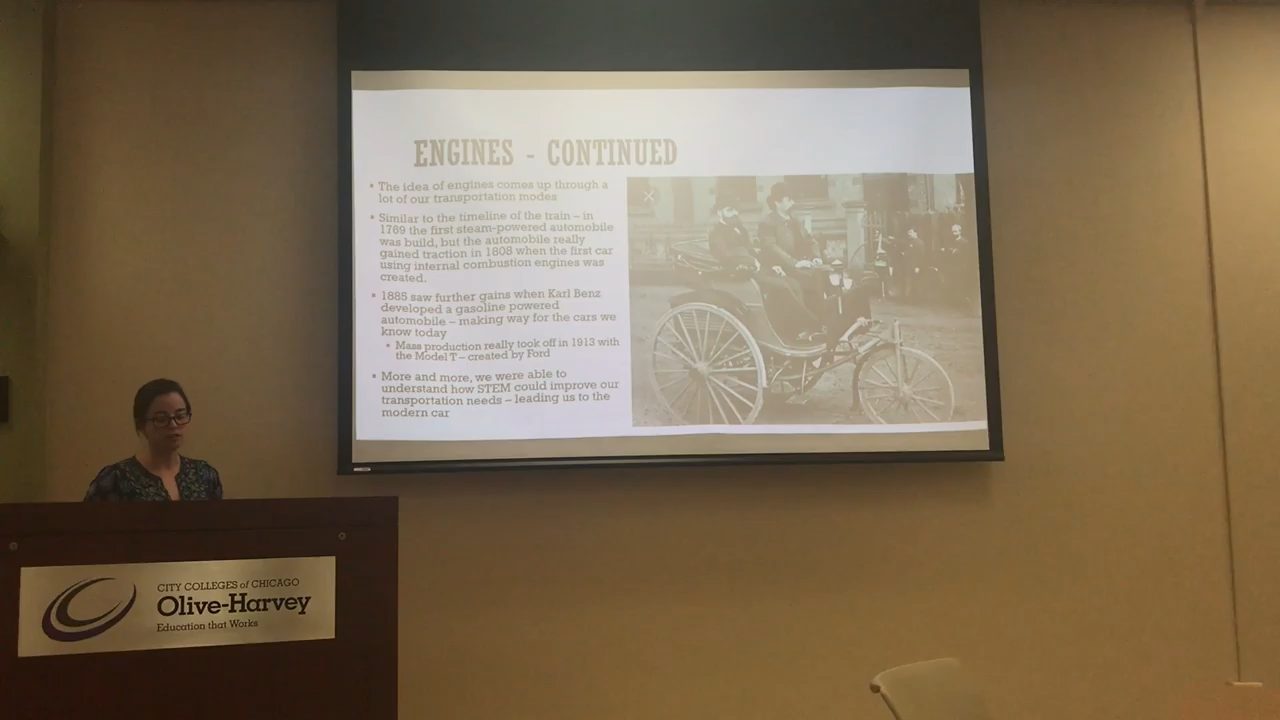 ENGINES - CONTINUED
• The idea of engines comes up through a
lot of our transportation modes
• Similar to the timeline of the train – in
1769 the first steam-powered automobile
was build, but the automobile really
gained traction in 1808 when the first car
using internal combustion engines was
created.
• 1885 saw further gains when Karl Benz
developed a gasoline powered
automobile – making way for the cars we
know today
• Mass production really took off in 1913 with
the Model T – created by Ford
• More and more, we were able to
understand how STEM could improve our
transportation needs – leading us to the
modern car
CITY COLLEGES of CHICAGO
Olive-Harvey
Education that Works